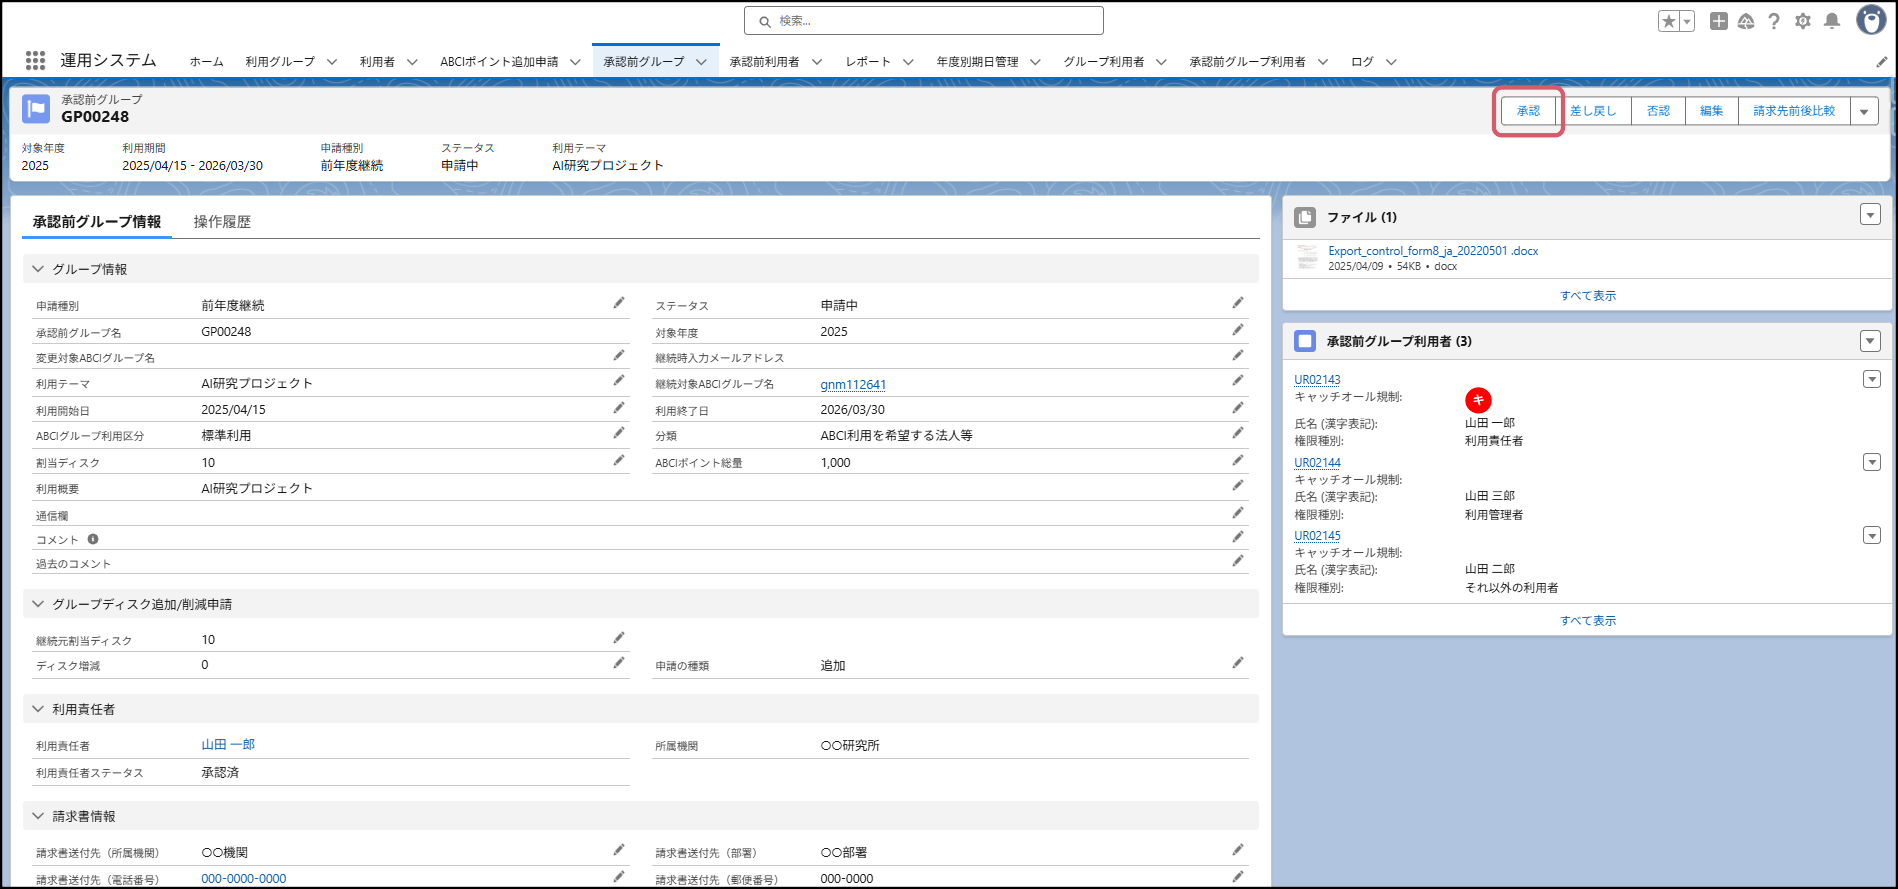 検索...
運用システム
ホーム
利用グループ
利用者
ABCIポイント追加申請
承認前グループ
承認前利用者
レポート
年度別期日管理
グループ利用者
承認前グループ利用者
ログ
承認前グループ
GP00248
承認
差し戻し
否認
編集
請求先前後比較
対象年度
2025
利用期間
2025/04/15 - 2026/03/30
申請種別
前年度継続
ステータス
申請中
利用テーマ
AI研究プロジェクト
承認前グループ情報
操作履歴
グループ情報
申請種別 前年度継続
ステータス 申請中
承認前グループ名 GP00248
対象年度 2025
変更対象ABCIグループ名
継続時入力メールアドレス
利用テーマ AI研究プロジェクト
継続対象ABCIグループ名 gnm112641
利用開始日 2025/04/15
利用終了日 2026/03/30
ABCIグループ利用区分 標準利用
分類 ABCI利用を希望する法人等
割当ディスク 10
ABCIポイント総量 1,000
利用概要 AI研究プロジェクト
通信欄
コメント
過去のコメント
グループディスク追加/削減申請
継続元割当ディスク 10
ディスク増減 0
申請の種類 追加
利用責任者
利用責任者 山田 一郎
所属機関 〇〇研究所
利用責任者ステータス 承認済
請求書情報
請求書送付先（所属機関） 〇〇機関
請求書送付先（部署） 〇〇部署
請求書送付先（電話番号） 000-0000-0000
請求書送付先（郵便番号） 000-0000
ファイル (1)
Export_control_form8_ja_20220501 .docx
2025/04/09 • 54KB • docx
すべて表示
承認前グループ利用者 (3)
UR02143
キャッチオール規制: キ
氏名 (漢字表記): 山田 一郎
権限種別: 利用責任者
UR02144
キャッチオール規制:
氏名 (漢字表記): 山田 三郎
権限種別: 利用管理者
UR02145
キャッチオール規制:
氏名 (漢字表記): 山田 二郎
権限種別: それ以外の利用者
すべて表示